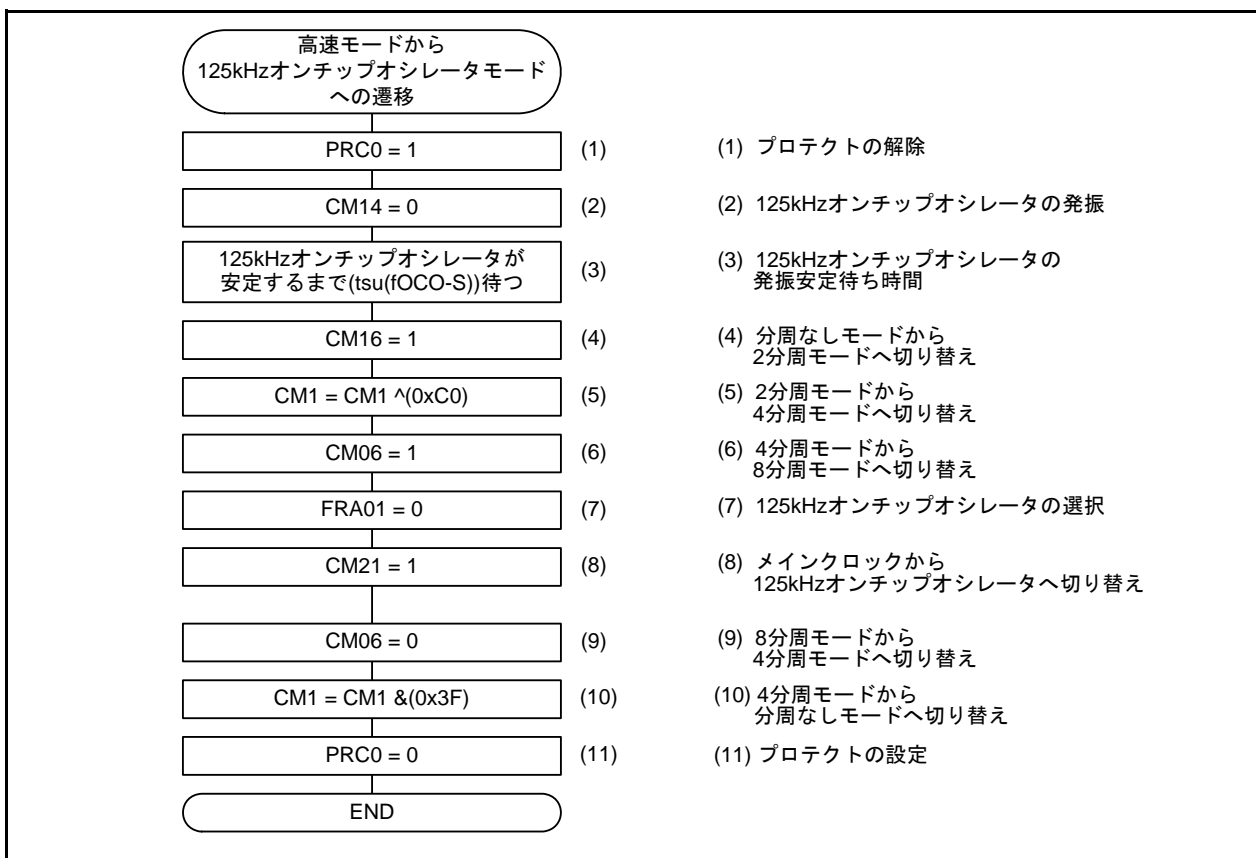 高速モードから
125kHzオンチップオシレータモード
への遷移
PRC0 = 1
(1)
(1) プロテクトの解除
CM14 = 0
(2)
(2) 125kHzオンチップオシレータの発振
125kHzオンチップオシレータが
安定するまで(tsu(fOCO-S))待つ
(3)
(3) 125kHzオンチップオシレータの
発振安定待ち時間
CM16 = 1
(4)
(4) 分周なしモードから
2分周モードへ切り替え
CM1 = CM1 ^(0xC0)
(5)
(5) 2分周モードから
4分周モードへ切り替え
CM06 = 1
(6)
(6) 4分周モードから
8分周モードへ切り替え
FRA01 = 0
(7)
(7) 125kHzオンチップオシレータの選択
CM21 = 1
(8)
(8) メインクロックから
125kHzオンチップオシレータへ切り替え
CM06 = 0
(9)
(9) 8分周モードから
4分周モードへ切り替え
CM1 = CM1 &(0x3F)
(10)
(10) 4分周モードから
分周なしモードへ切り替え
PRC0 = 0
(11)
(11) プロテクトの設定
END